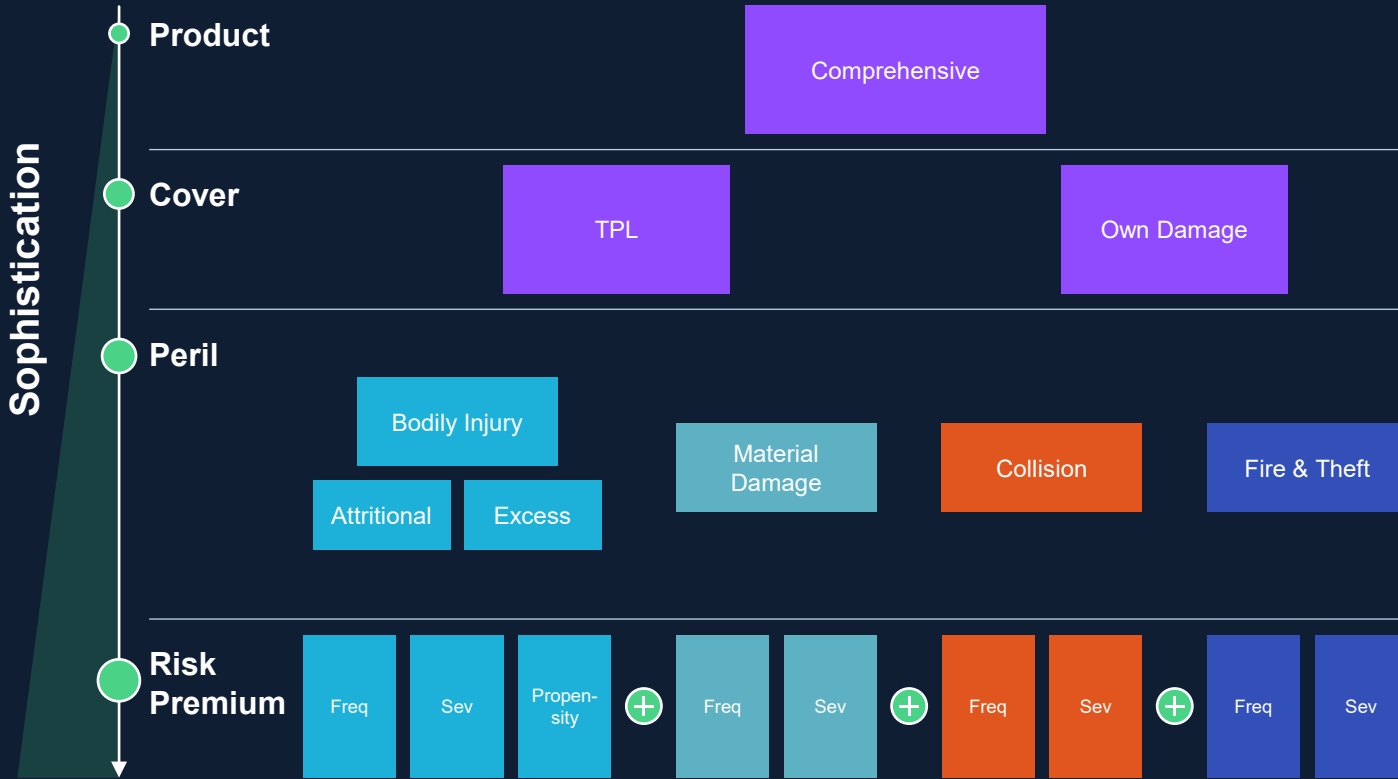 Sophistication
Product
Comprehensive
Cover
TPL
Own Damage
Peril
Bodily Injury
Attritional
Excess
Material
Damage
Collision
Fire & Theft
Risk
Premium
Freq
Sev
Propen-
sity
Freq
Sev
Freq
Sev
Freq
Sev